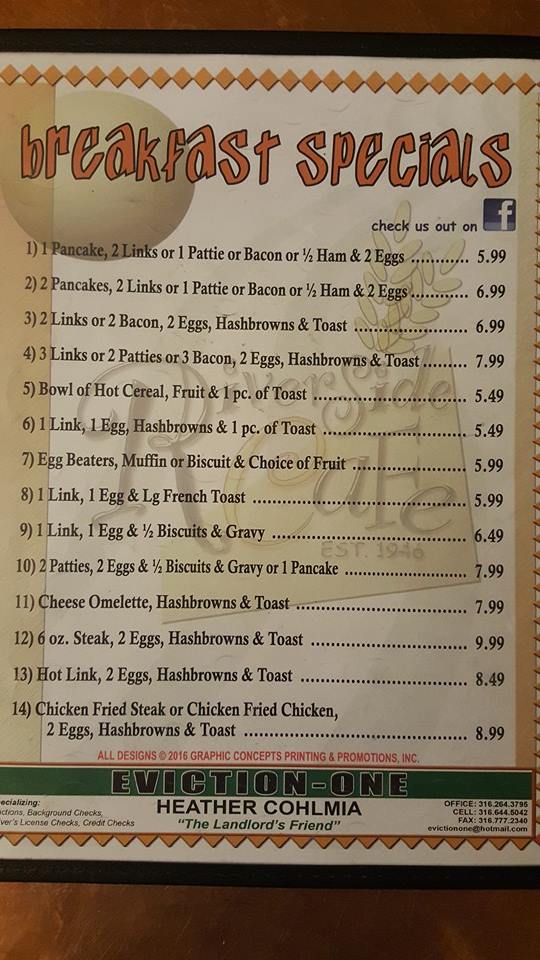 breakfast specials
check us out on f
1) 1 Pancake, 2 Links or 1 Pattie or Bacon or ½ Ham & 2 Eggs ............ 5.99
2) 2 Pancakes, 2 Links or 1 Pattie or Bacon or ½ Ham & 2 Eggs ............ 6.99
3) 2 Links or 2 Bacon, 2 Eggs, Hashbrowns & Toast ........................ 6.99
4) 3 Links or 2 Patties or 3 Bacon, 2 Eggs, Hashbrowns & Toast ......... 7.99
5) Bowl of Hot Cereal, Fruit & 1 pc. of Toast ................................ 5.49
6) 1 Link, 1 Egg, Hashbrowns & 1 pc. of Toast .............................. 5.49
7) Egg Beaters, Muffin or Biscuit & Choice of Fruit ........................ 5.99
8) 1 Link, 1 Egg & Lg French Toast ............................................ 5.99
9) 1 Link, 1 Egg & ½ Biscuits & Gravy ........................................ 6.49
10) 2 Patties, 2 Eggs & ½ Biscuits & Gravy or 1 Pancake ......................... 7.99
11) Cheese Omelette, Hashbrowns & Toast ................................... 7.99
12) 6 oz. Steak, 2 Eggs, Hashbrowns & Toast ................................ 9.99
13) Hot Link, 2 Eggs, Hashbrowns & Toast ................................... 8.49
14) Chicken Fried Steak or Chicken Fried Chicken,
2 Eggs, Hashbrowns & Toast ............................................. 8.99
Riverside
Cafe
EST. 1946
ALL DESIGNS © 2016 GRAPHIC CONCEPTS PRINTING & PROMOTIONS, INC.
EVICTION-ONE
HEATHER COHLMIA
"The Landlord's Friend"
ecializing:
ictions, Background Checks,
ver's License Checks, Credit Checks
OFFICE: 316.264.3795
CELL: 316.644.5042
FAX: 316.777.2340
evictionone@hotmail.com